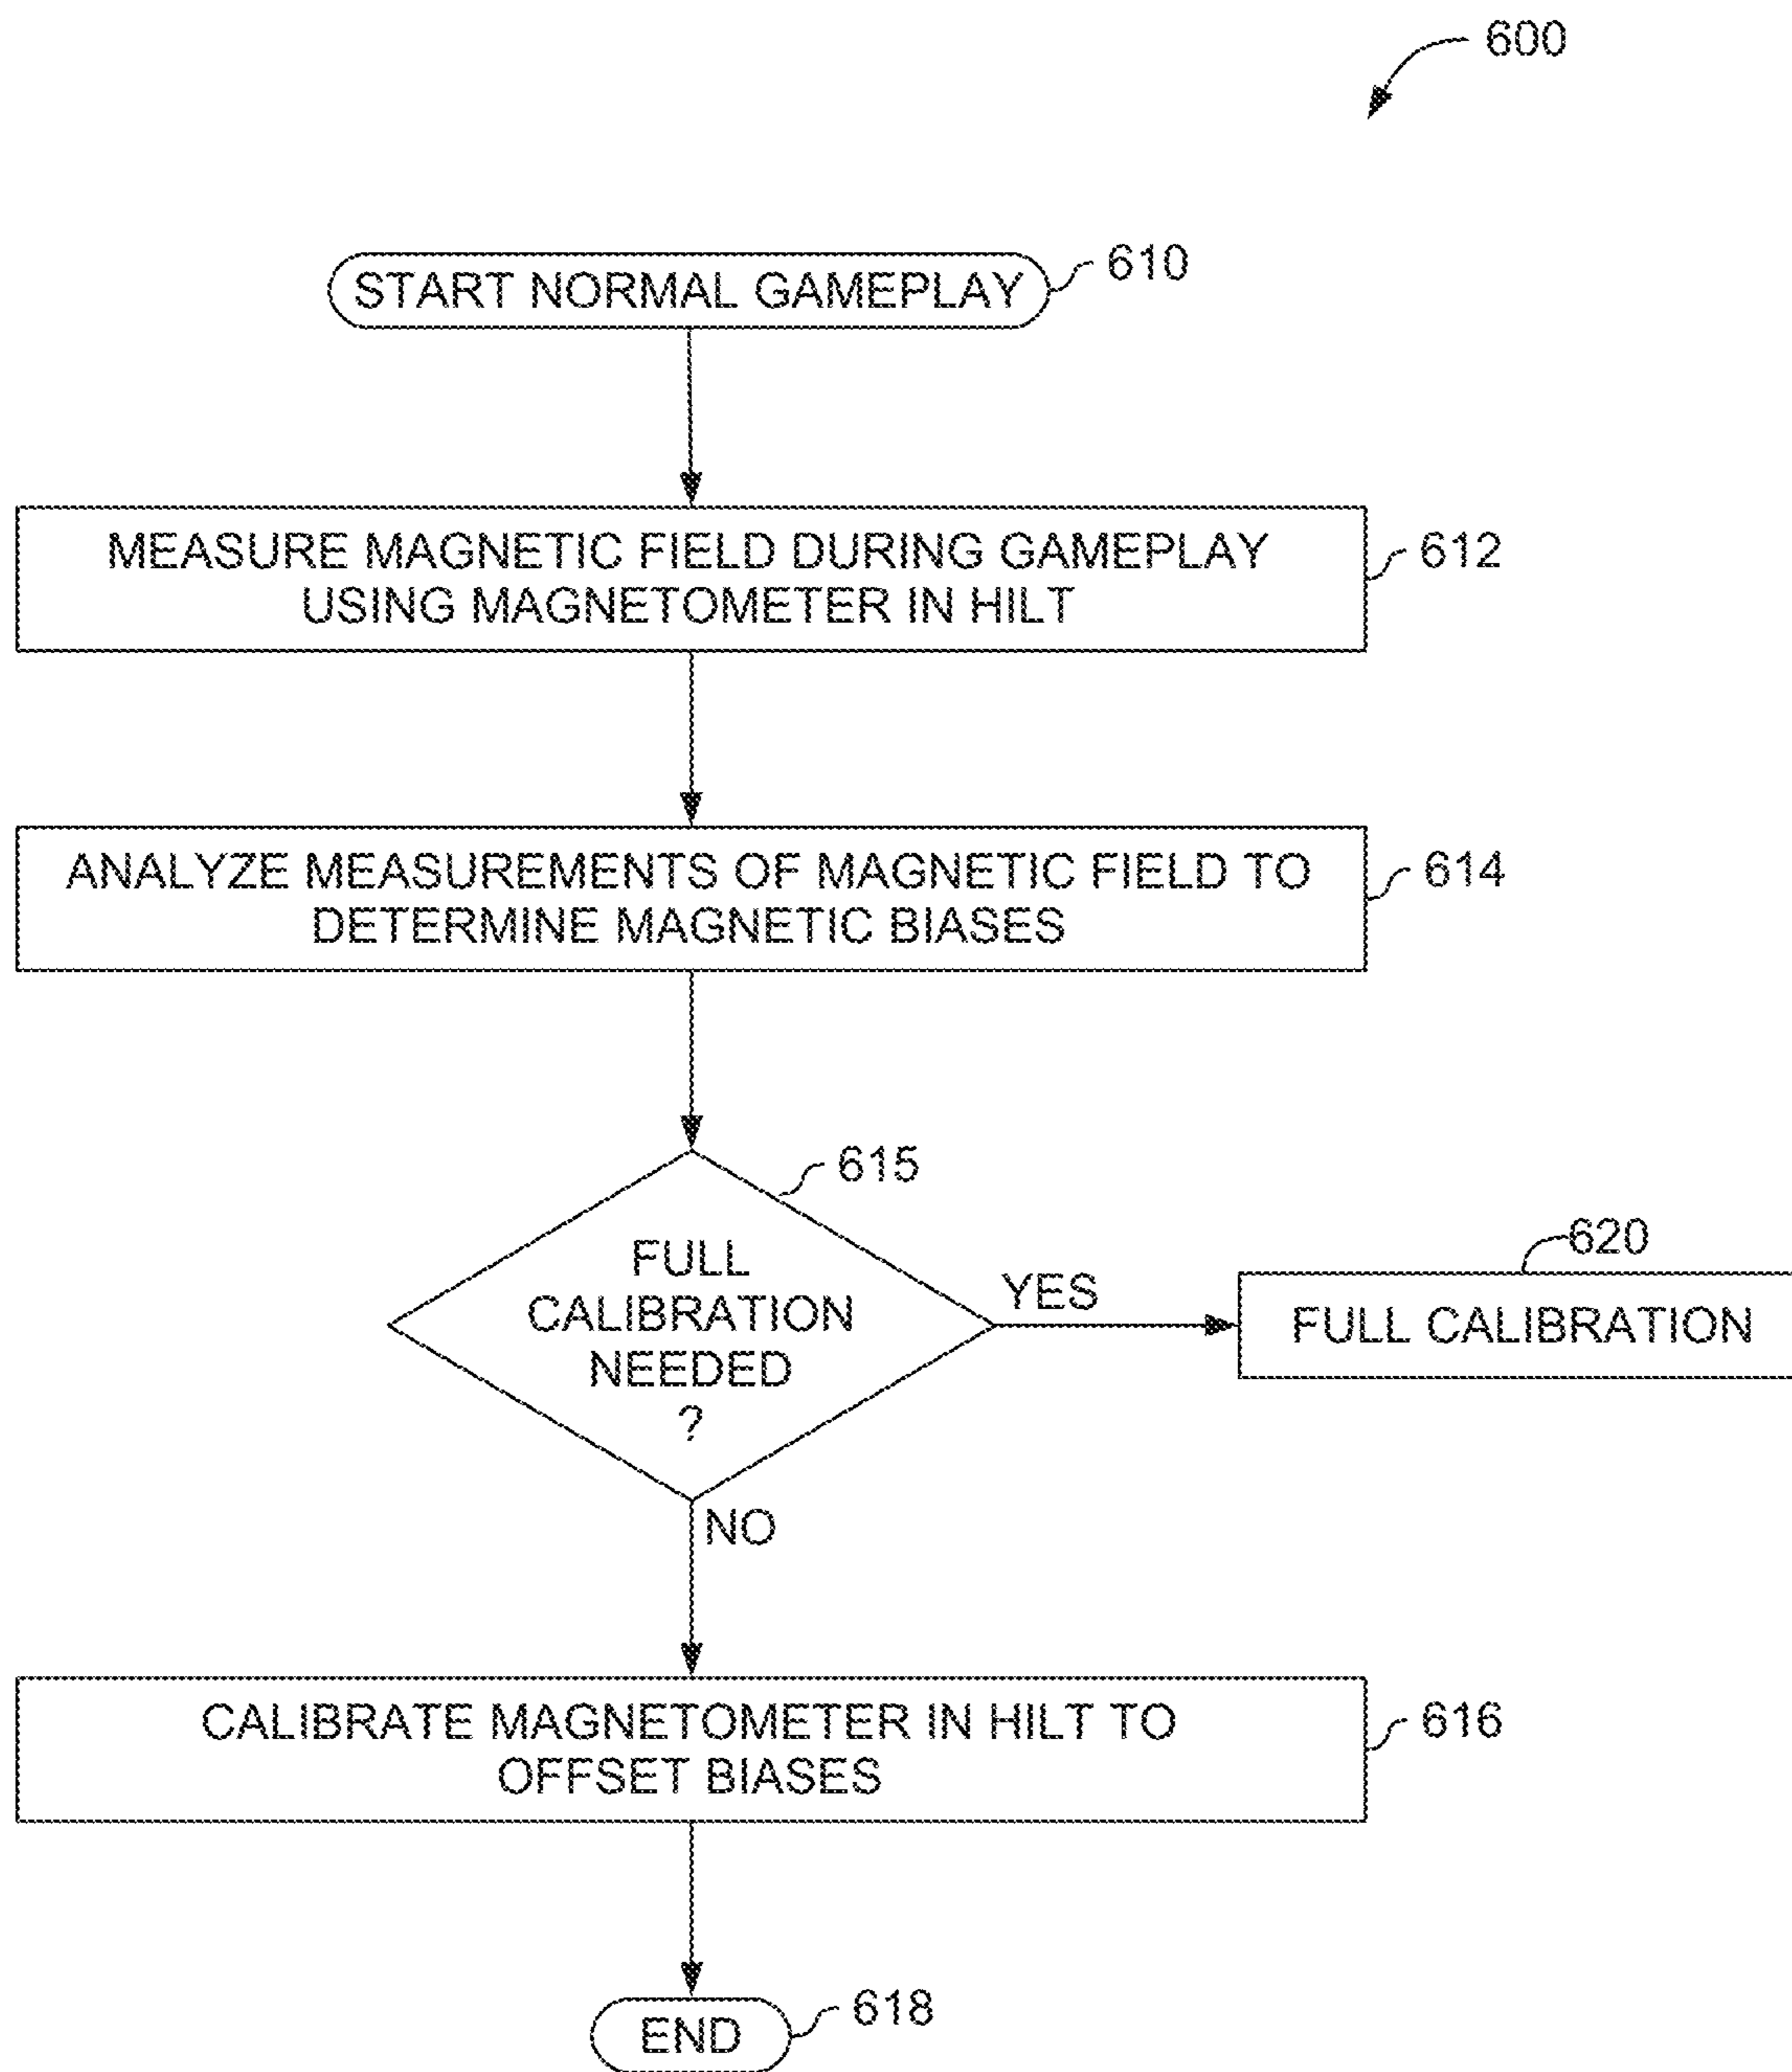 600
START NORMAL GAMEPLAY
610
MEASURE MAGNETIC FIELD DURING GAMEPLAY
USING MAGNETOMETER IN HILT
612
ANALYZE MEASUREMENTS OF MAGNETIC FIELD TO
DETERMINE MAGNETIC BIASES
614
615
FULL
CALIBRATION
NEEDED
?
YES
620
FULL CALIBRATION
NO
CALIBRATE MAGNETOMETER IN HILT TO
OFFSET BIASES
616
END
618